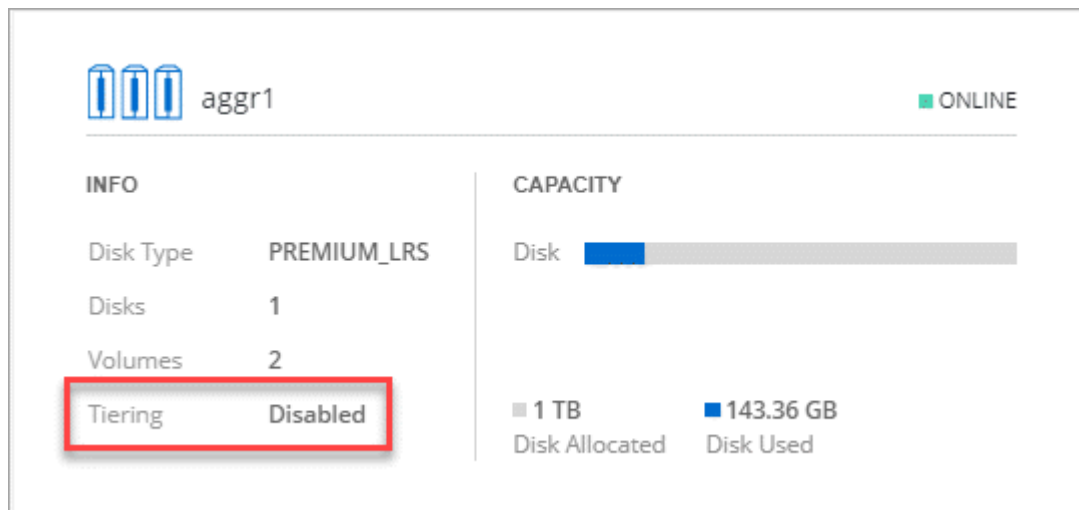 aggr1
ONLINE
INFO
Disk Type PREMIUM_LRS
Disks 1
Volumes 2
Tiering Disabled
CAPACITY
Disk
1 TB 143.36 GB
Disk Allocated Disk Used